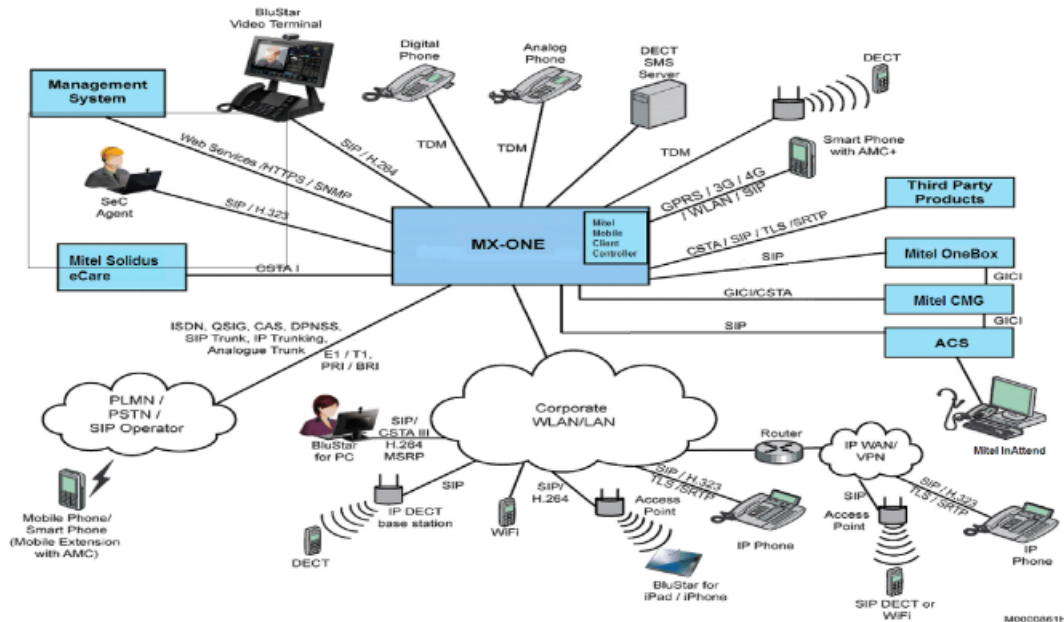 BluStar
Video Terminal
Digital
Phone
Analog
Phone
DECT
SMS
Server
DECT
Management
System
Smart Phone
with AMC+
SIP / H.264
TDM
TDM
TDM
Web Services /HTTPS / SNMP
GPRS / 3G / 4G
/ WLAN / SIP
SeC
Agent
SIP / H.323
Third Party
Products
MX-ONE
Mitel
Mobile
Client
Controller
CSTA / SIP / TLS /SRTP
Mitel Solidus
eCare
CSTA I
SIP
Mitel OneBox
GICI
GICI/CSTA
Mitel CMG
GICI
SIP
ACS
ISDN, QSIG, CAS, DPNSS,
SIP Trunk, IP Trunking,
Analogue Trunk
E1 / T1,
PRI / BRI
Mitel InAttend
PLMN /
PSTN /
SIP Operator
Corporate
WLAN/LAN
BluStar
for PC
SIP/
CSTA III
H.264
MSRP
Router
IP WAN/
VPN
SIP
SIP/
H.264
SIP / H.323
TLS /SRTP
SIP
SIP / H.323
TLS / SRTP
IP DECT
base station
WiFi
Access
Point
IP Phone
Access
Point
IP
Phone
Mobile Phone/
Smart Phone
(Mobile Extension
with AMC)
DECT
BluStar for
iPad / iPhone
SIP DECT or
WiFi
M0000861H